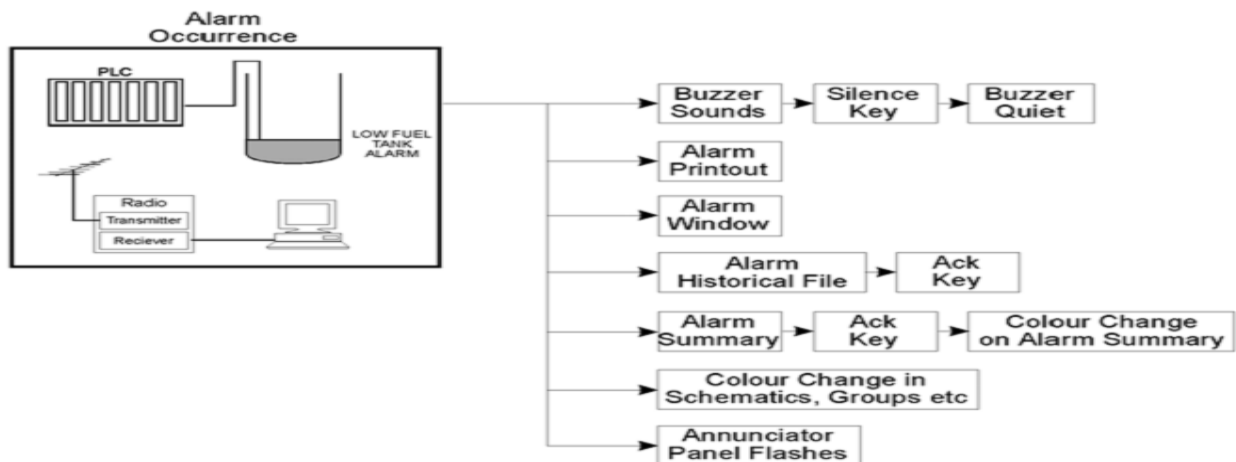 Alarm
Occurrence
PLC
LOW FUEL
TANK
ALARM
Radio
Transmitter
Reciever
Buzzer
Sounds
Silence
Key
Buzzer
Quiet
Alarm
Printout
Alarm
Window
Alarm
Historical File
Ack
Key
Alarm
Summary
Ack
Key
Colour Change
on Alarm Summary
Colour Change in
Schematics, Groups etc
Annunciator
Panel Flashes